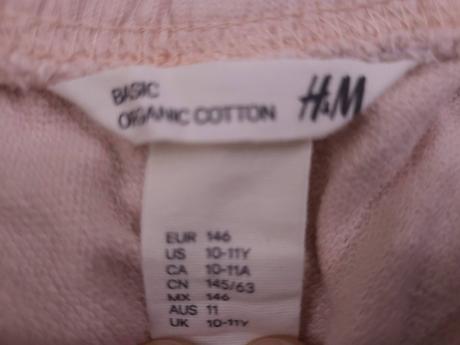 BASIC
ORGANIC COTTON H&M
EUR 146
US 10-11Y
CA 10-11A
CN 145/63
MX 146
AUS 11
UK 10-11Y